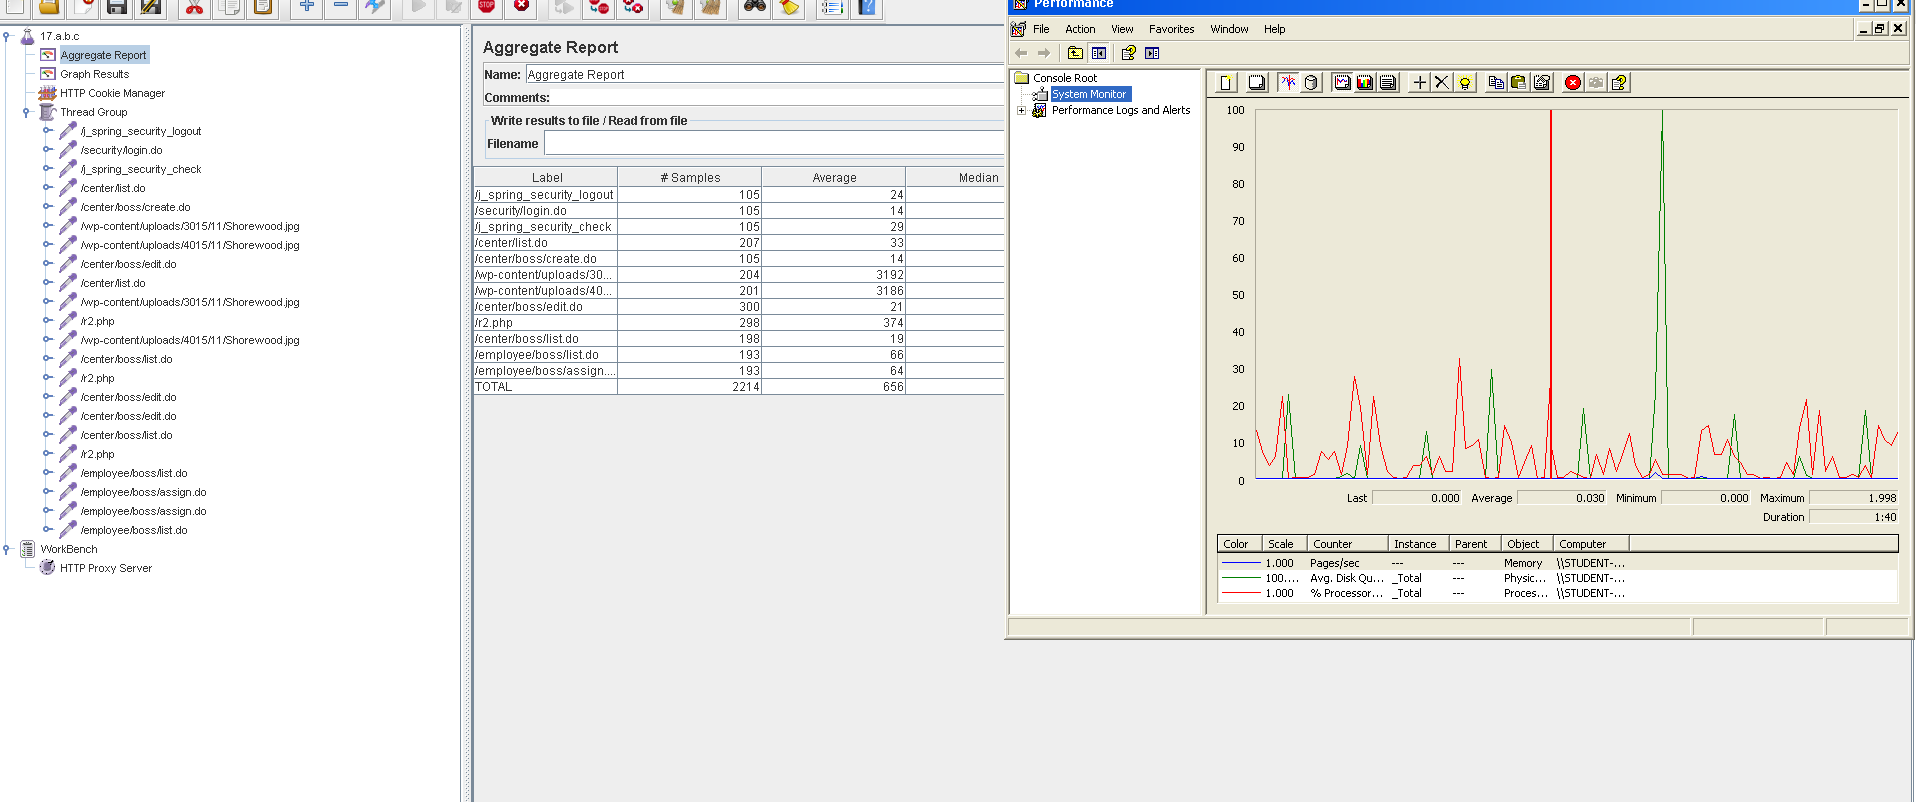 17.a.b.c
Aggregate Report
Graph Results
HTTP Cookie Manager
Thread Group
/j_spring_security_logout
/security/login.do
/j_spring_security_check
/center/list.do
/center/boss/create.do
/wp-content/uploads/3015/11/Shorewood.jpg
/wp-content/uploads/4015/11/Shorewood.jpg
/center/boss/edit.do
/center/list.do
/wp-content/uploads/3015/11/Shorewood.jpg
/r2.php
/wp-content/uploads/4015/11/Shorewood.jpg
/center/boss/list.do
/r2.php
/center/boss/edit.do
/center/boss/edit.do
/center/boss/list.do
/r2.php
/employee/boss/list.do
/employee/boss/assign.do
/employee/boss/assign.do
/employee/boss/list.do
WorkBench
HTTP Proxy Server
Aggregate Report
Name: Aggregate Report
Comments:
Write results to file / Read from file
Filename
Label # Samples Average Median
/j_spring_security_logout 105 24
/security/login.do 105 14
/j_spring_security_check 105 29
/center/list.do 207 33
/center/boss/create.do 105 14
/wp-content/uploads/30... 204 3192
/wp-content/uploads/40... 201 3186
/center/boss/edit.do 300 21
/r2.php 298 374
/center/boss/list.do 198 19
/employee/boss/list.do 193 66
/employee/boss/assign.... 193 64
TOTAL 2214 656
Performance
File Action View Favorites Window Help
Console Root
System Monitor
Performance Logs and Alerts
100
90
80
70
60
50
40
30
20
10
0
Last 0.000 Average 0.030 Minimum 0.000 Maximum 1.998
Duration 1:40
Color Scale Counter Instance Parent Object Computer
1.000 Pages/sec --- --- Memory \\STUDENT-...
100.... Avg. Disk Qu... _Total --- Physic... \\STUDENT-...
1.000 % Processor... _Total --- Proces... \\STUDENT-...